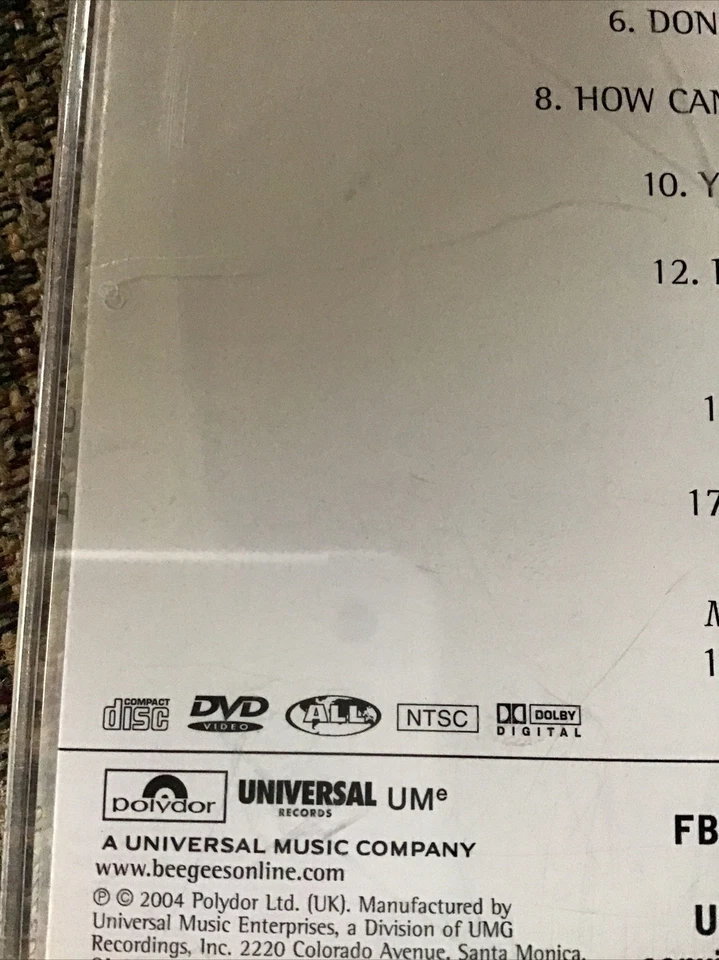 6. DON
8. HOW CAN
10. Y
12.
1
17
M
1
COMPACT disc DVD VIDEO ALL NTSC DOLBY DIGITAL
polydor UNIVERSAL RECORDS UMe
A UNIVERSAL MUSIC COMPANY
www.beegeesonline.com
FB
℗ © 2004 Polydor Ltd. (UK). Manufactured by
Universal Music Enterprises, a Division of UMG
U
Recordings, Inc. 2220 Colorado Avenue, Santa Monica,